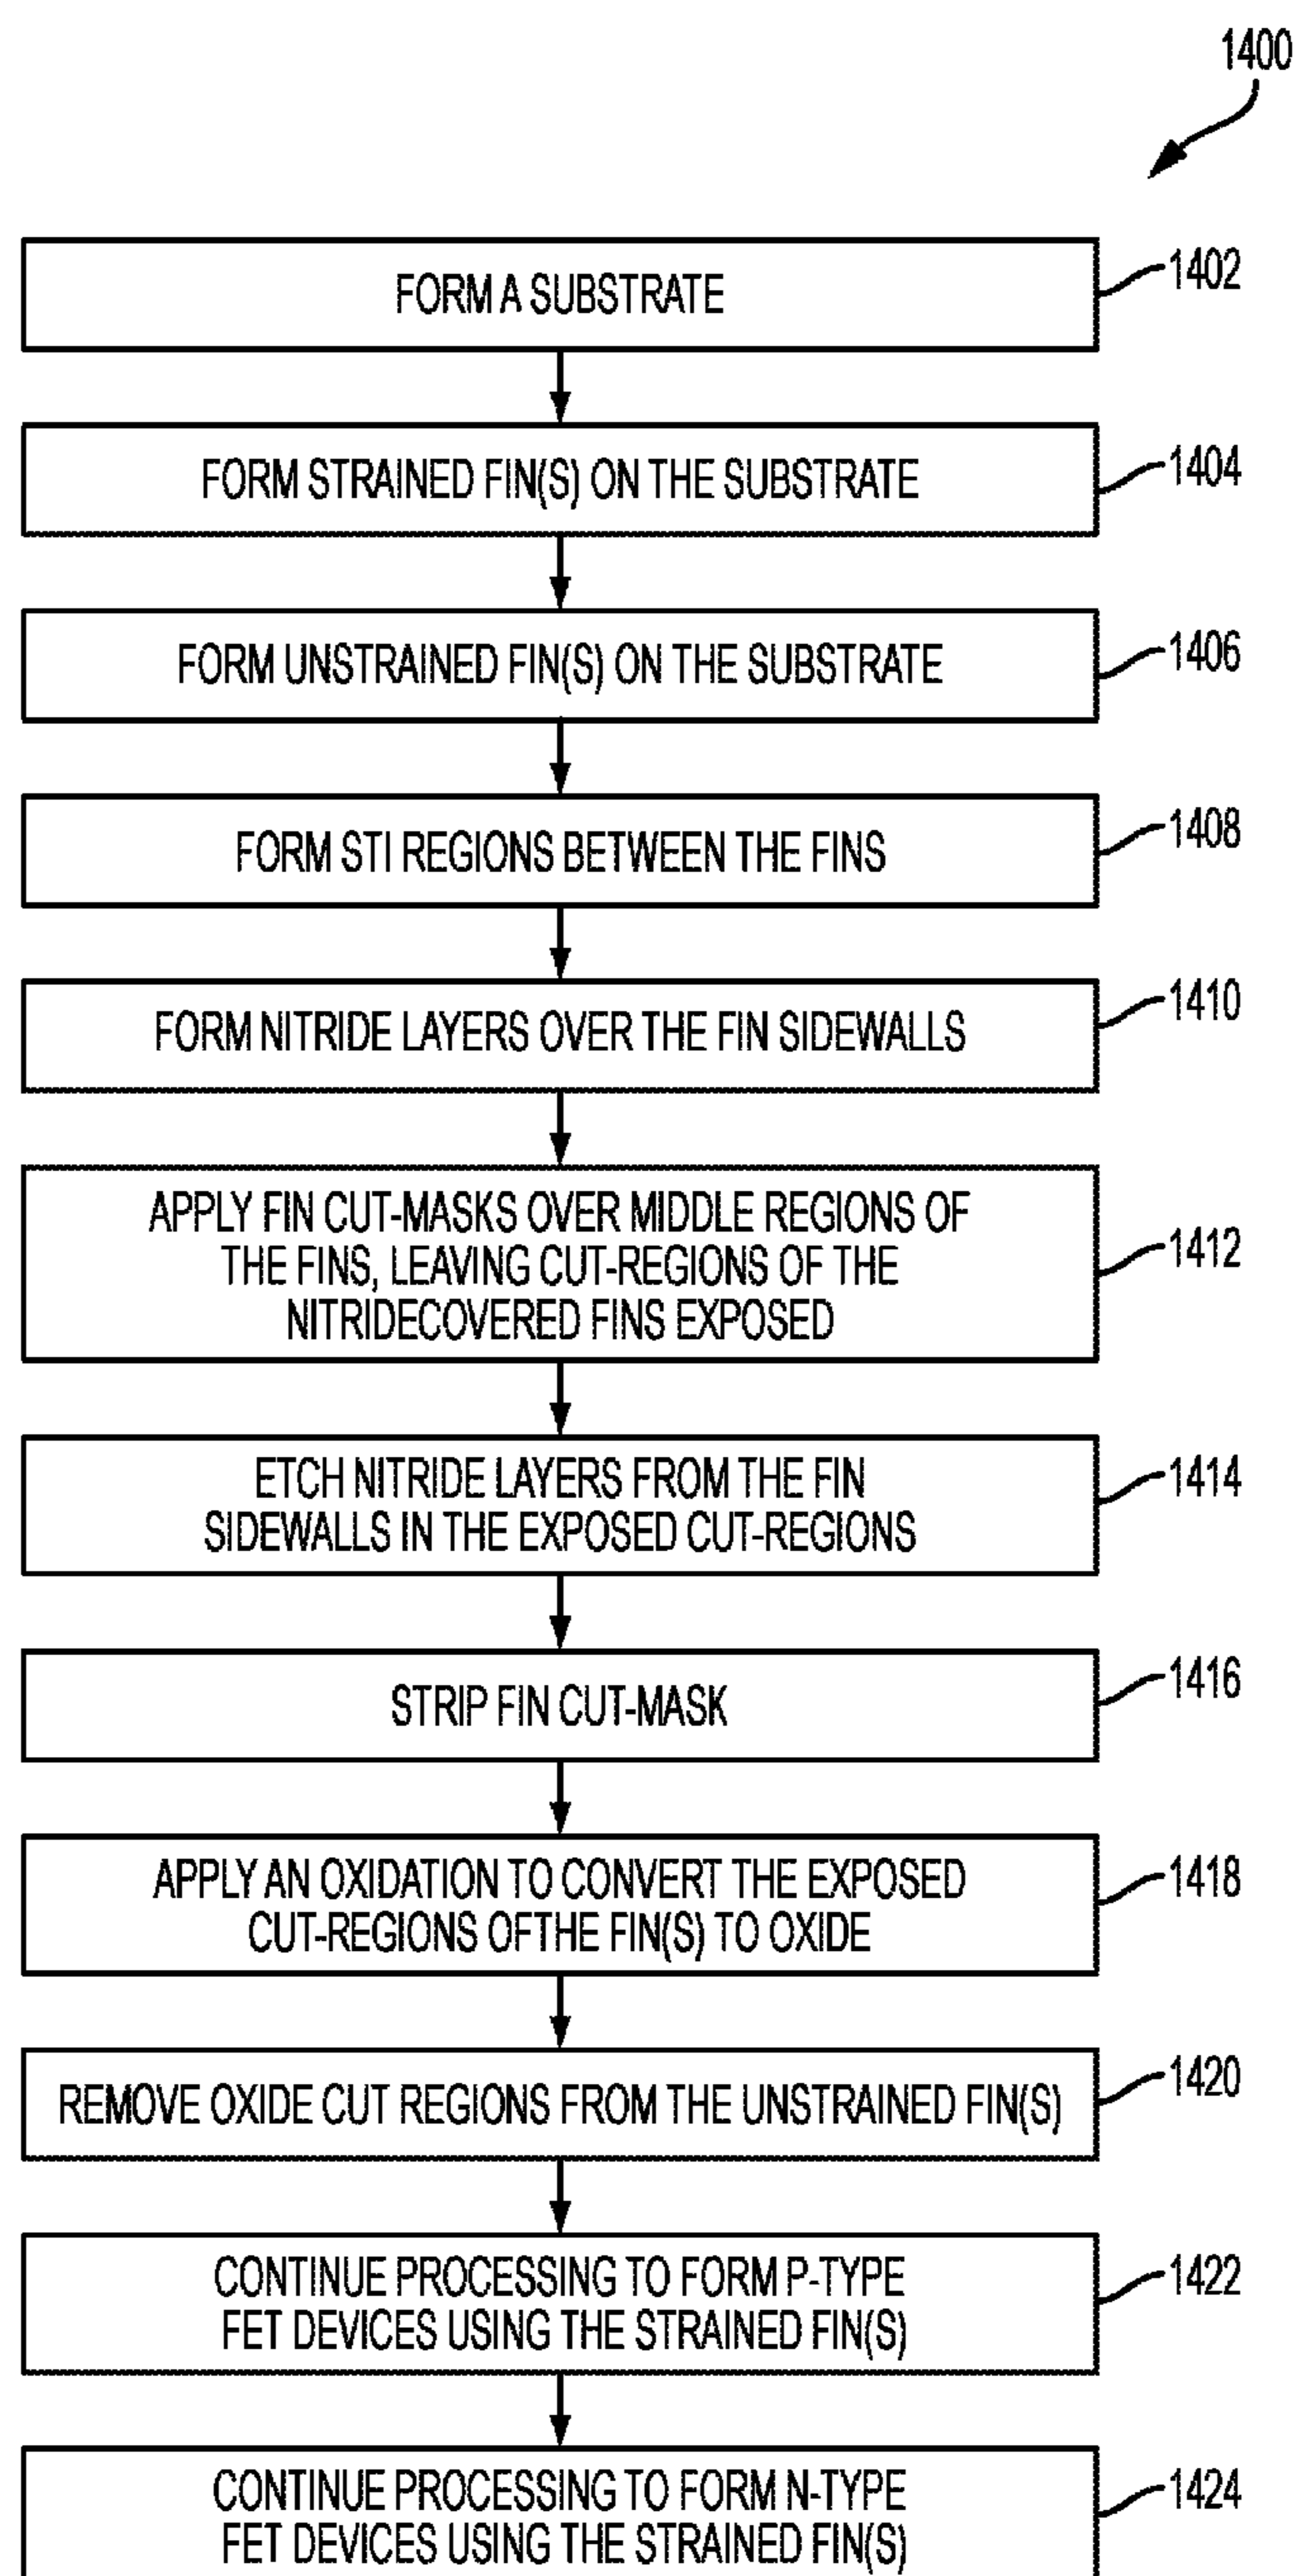 1400
FORM A SUBSTRATE
1402
FORM STRAINED FIN(S) ON THE SUBSTRATE
1404
FORM UNSTRAINED FIN(S) ON THE SUBSTRATE
1406
FORM STI REGIONS BETWEEN THE FINS
1408
FORM NITRIDE LAYERS OVER THE FIN SIDEWALLS
1410
APPLY FIN CUT-MASKS OVER MIDDLE REGIONS OF
THE FINS, LEAVING CUT-REGIONS OF THE
NITRIDECOVERED FINS EXPOSED
1412
ETCH NITRIDE LAYERS FROM THE FIN
SIDEWALLS IN THE EXPOSED CUT-REGIONS
1414
STRIP FIN CUT-MASK
1416
APPLY AN OXIDATION TO CONVERT THE EXPOSED
CUT-REGIONS OFTHE FIN(S) TO OXIDE
1418
REMOVE OXIDE CUT REGIONS FROM THE UNSTRAINED FIN(S)
1420
CONTINUE PROCESSING TO FORM P-TYPE
FET DEVICES USING THE STRAINED FIN(S)
1422
CONTINUE PROCESSING TO FORM N-TYPE
FET DEVICES USING THE STRAINED FIN(S)
1424